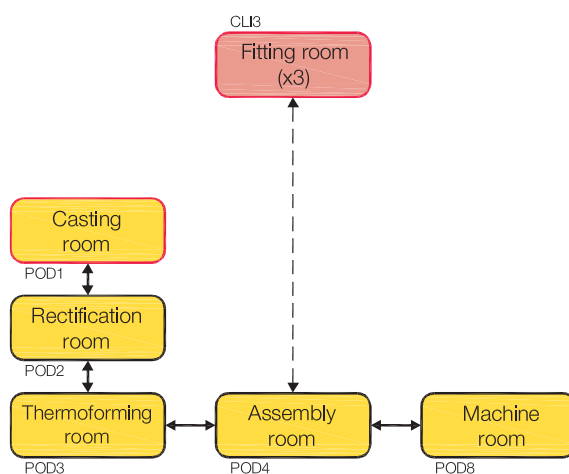 CLI3
Fitting room
(x3)
Casting
room
POD1
Rectification
room
POD2
Thermoforming
room
POD3
Assembly
room
POD4
Machine
room
POD8